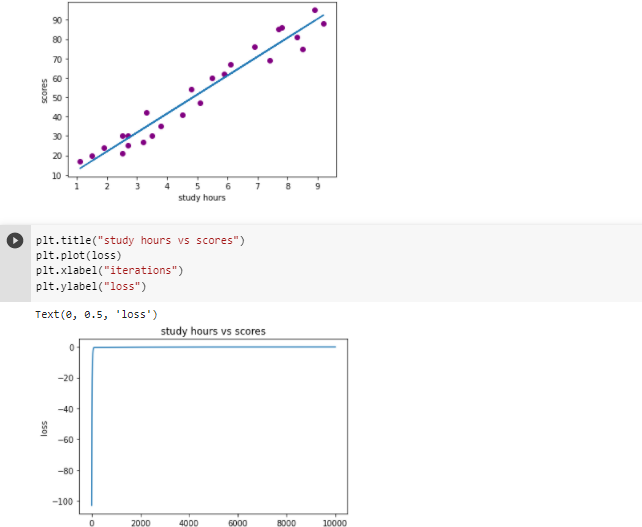 90
80
70
60
50
40
30
20
10
scores
1 2 3 4 5 6 7 8 9
study hours
plt.title("study hours vs scores")
plt.plot(loss)
plt.xlabel("iterations")
plt.ylabel("loss")
Text(0, 0.5, 'loss')
study hours vs scores
0
−20
−40
−60
−80
−100
loss
0 2000 4000 6000 8000 10000